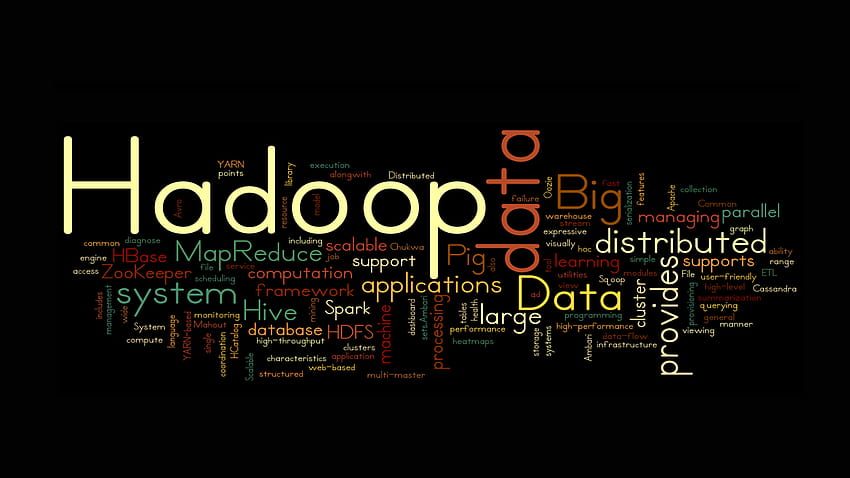 Hadoop
data
YARN
points
library
execution
alongwith
Distributed
Avro
resource
model
failure
Oozie
Big
fast
serialization
features
Apache
collection
Common
warehouse
stream
expressive
visually
hoc
managing
parallel
graph
common
diagnose
engine
HBase
access
ZooKeeper
MapReduce
file
service
scheduling
including
scalable
Chukwa
job
support
computation
framework
applications
Pig
also
distributed
tool
learning
utilities
view
modules
simple
Sqoop
supports
ability
range
File
user-friendly
ETL
high-level
Cassandra
summarization
querying
provisioning
general
manner
viewing
provides
cluster
includes
management
wide
system
System
compute
language
YARN-based
monitoring
Mahout
single
coordination
HCatalog
Scalable
Hive
mining
Spark
database
HDFS
high-throughput
clusters
characteristics
application
web-based
structured
multi-master
machine
dashboard
sets.Ambari
processing
tables
health
performance
heatmaps
large
ad
Data
programming
high-performance
storage
systems
data-flow
Ambari
infrastructure